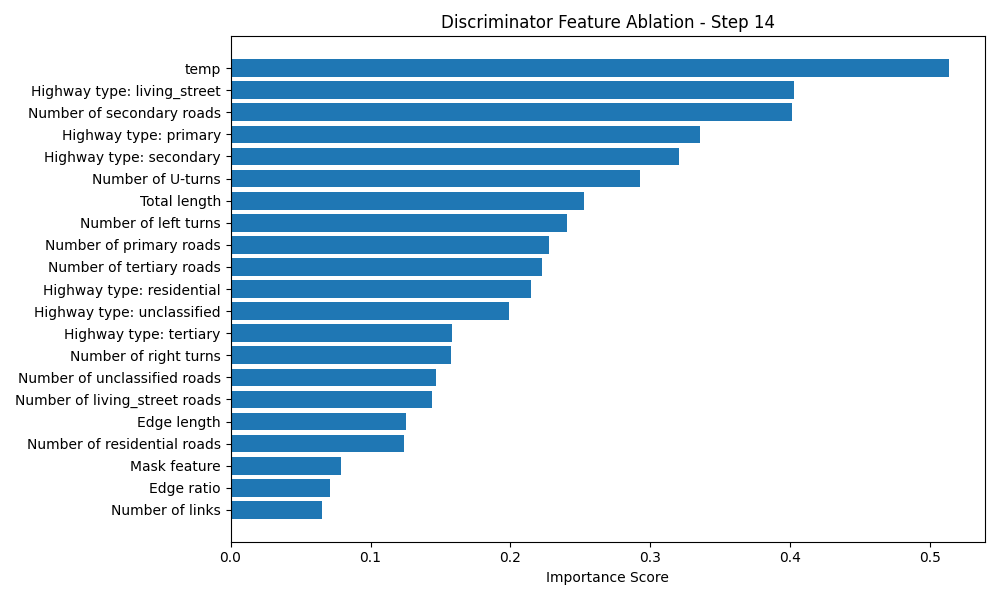 Discriminator Feature Ablation - Step 14
temp
Highway type: living_street
Number of secondary roads
Highway type: primary
Highway type: secondary
Number of U-turns
Total length
Number of left turns
Number of primary roads
Number of tertiary roads
Highway type: residential
Highway type: unclassified
Highway type: tertiary
Number of right turns
Number of unclassified roads
Number of living_street roads
Edge length
Number of residential roads
Mask feature
Edge ratio
Number of links
0.0 0.1 0.2 0.3 0.4 0.5
Importance Score